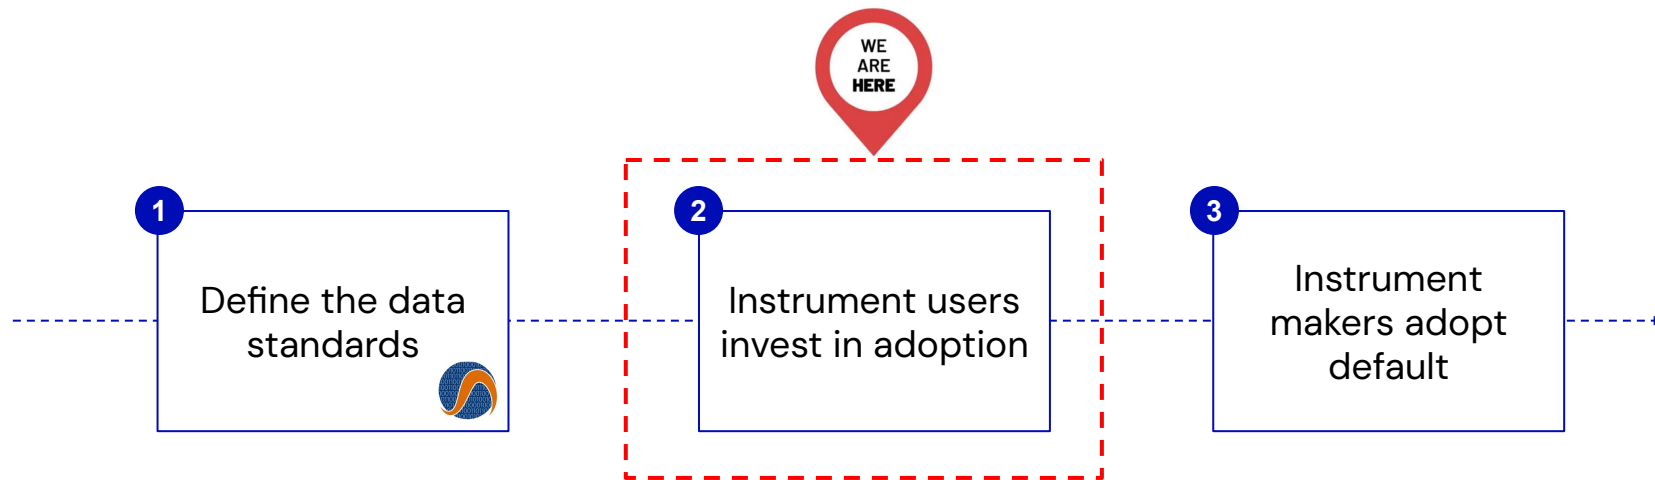 WE
ARE
HERE
1
Define the data
standards
2
Instrument users
invest in adoption
3
Instrument
makers adopt
default